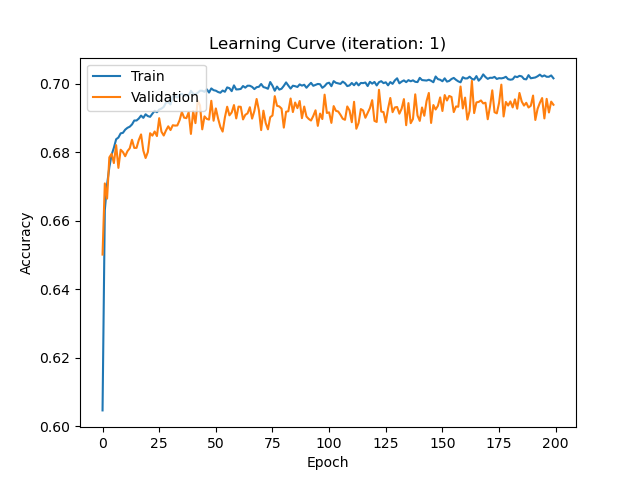 Learning Curve (iteration: 1)
Train
Validation
0.70
0.68
0.66
0.64
0.62
0.60
Accuracy
0 25 50 75 100 125 150 175 200
Epoch